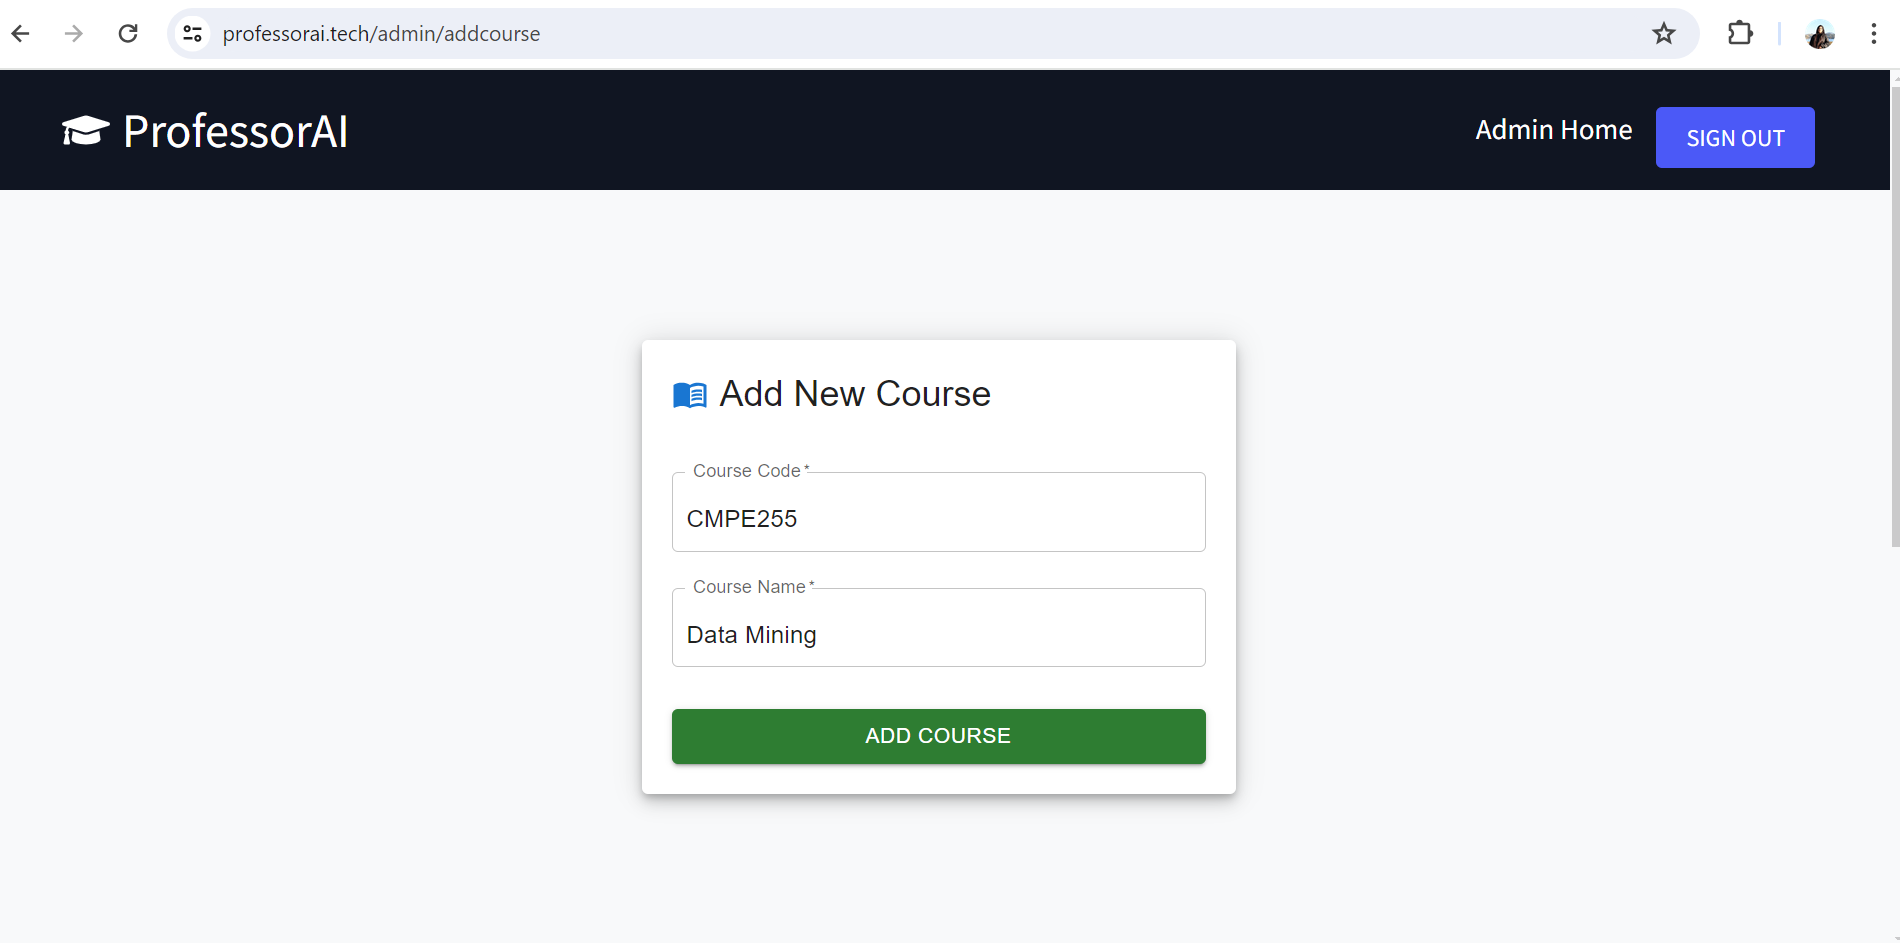 professorai.tech/admin/addcourse
ProfessorAI
Admin Home
SIGN OUT
Add New Course
Course Code *
CMPE255
Course Name *
Data Mining
ADD COURSE